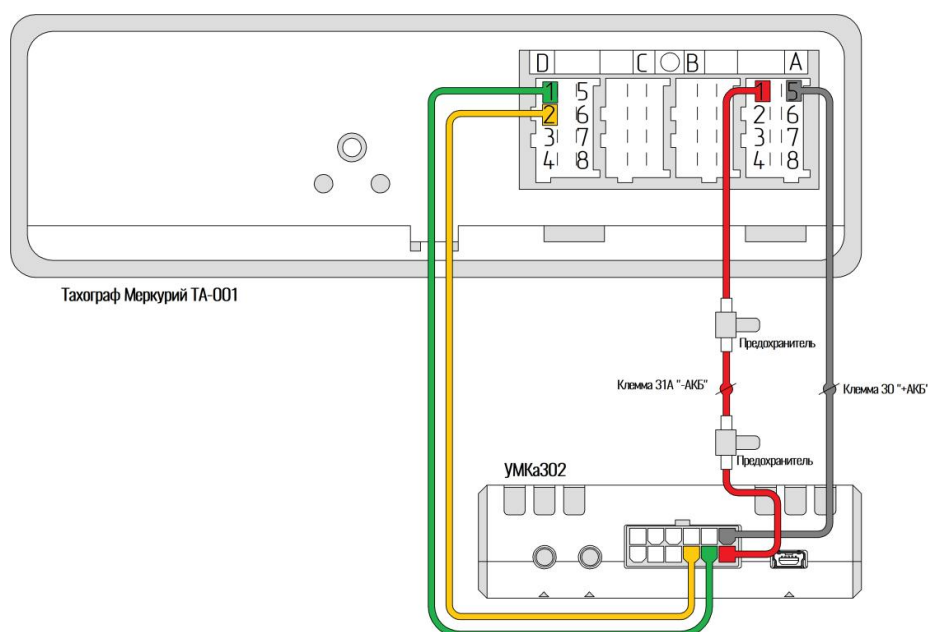 D C B A
1 5 1 5
2 6 2 6
3 7 3 7
4 8 4 8
Тахограф Меркурий ТА-001
Предохранитель
Клемма 31А "-АКБ"
Клемма 30 "+АКБ"
Предохранитель
УМКа302